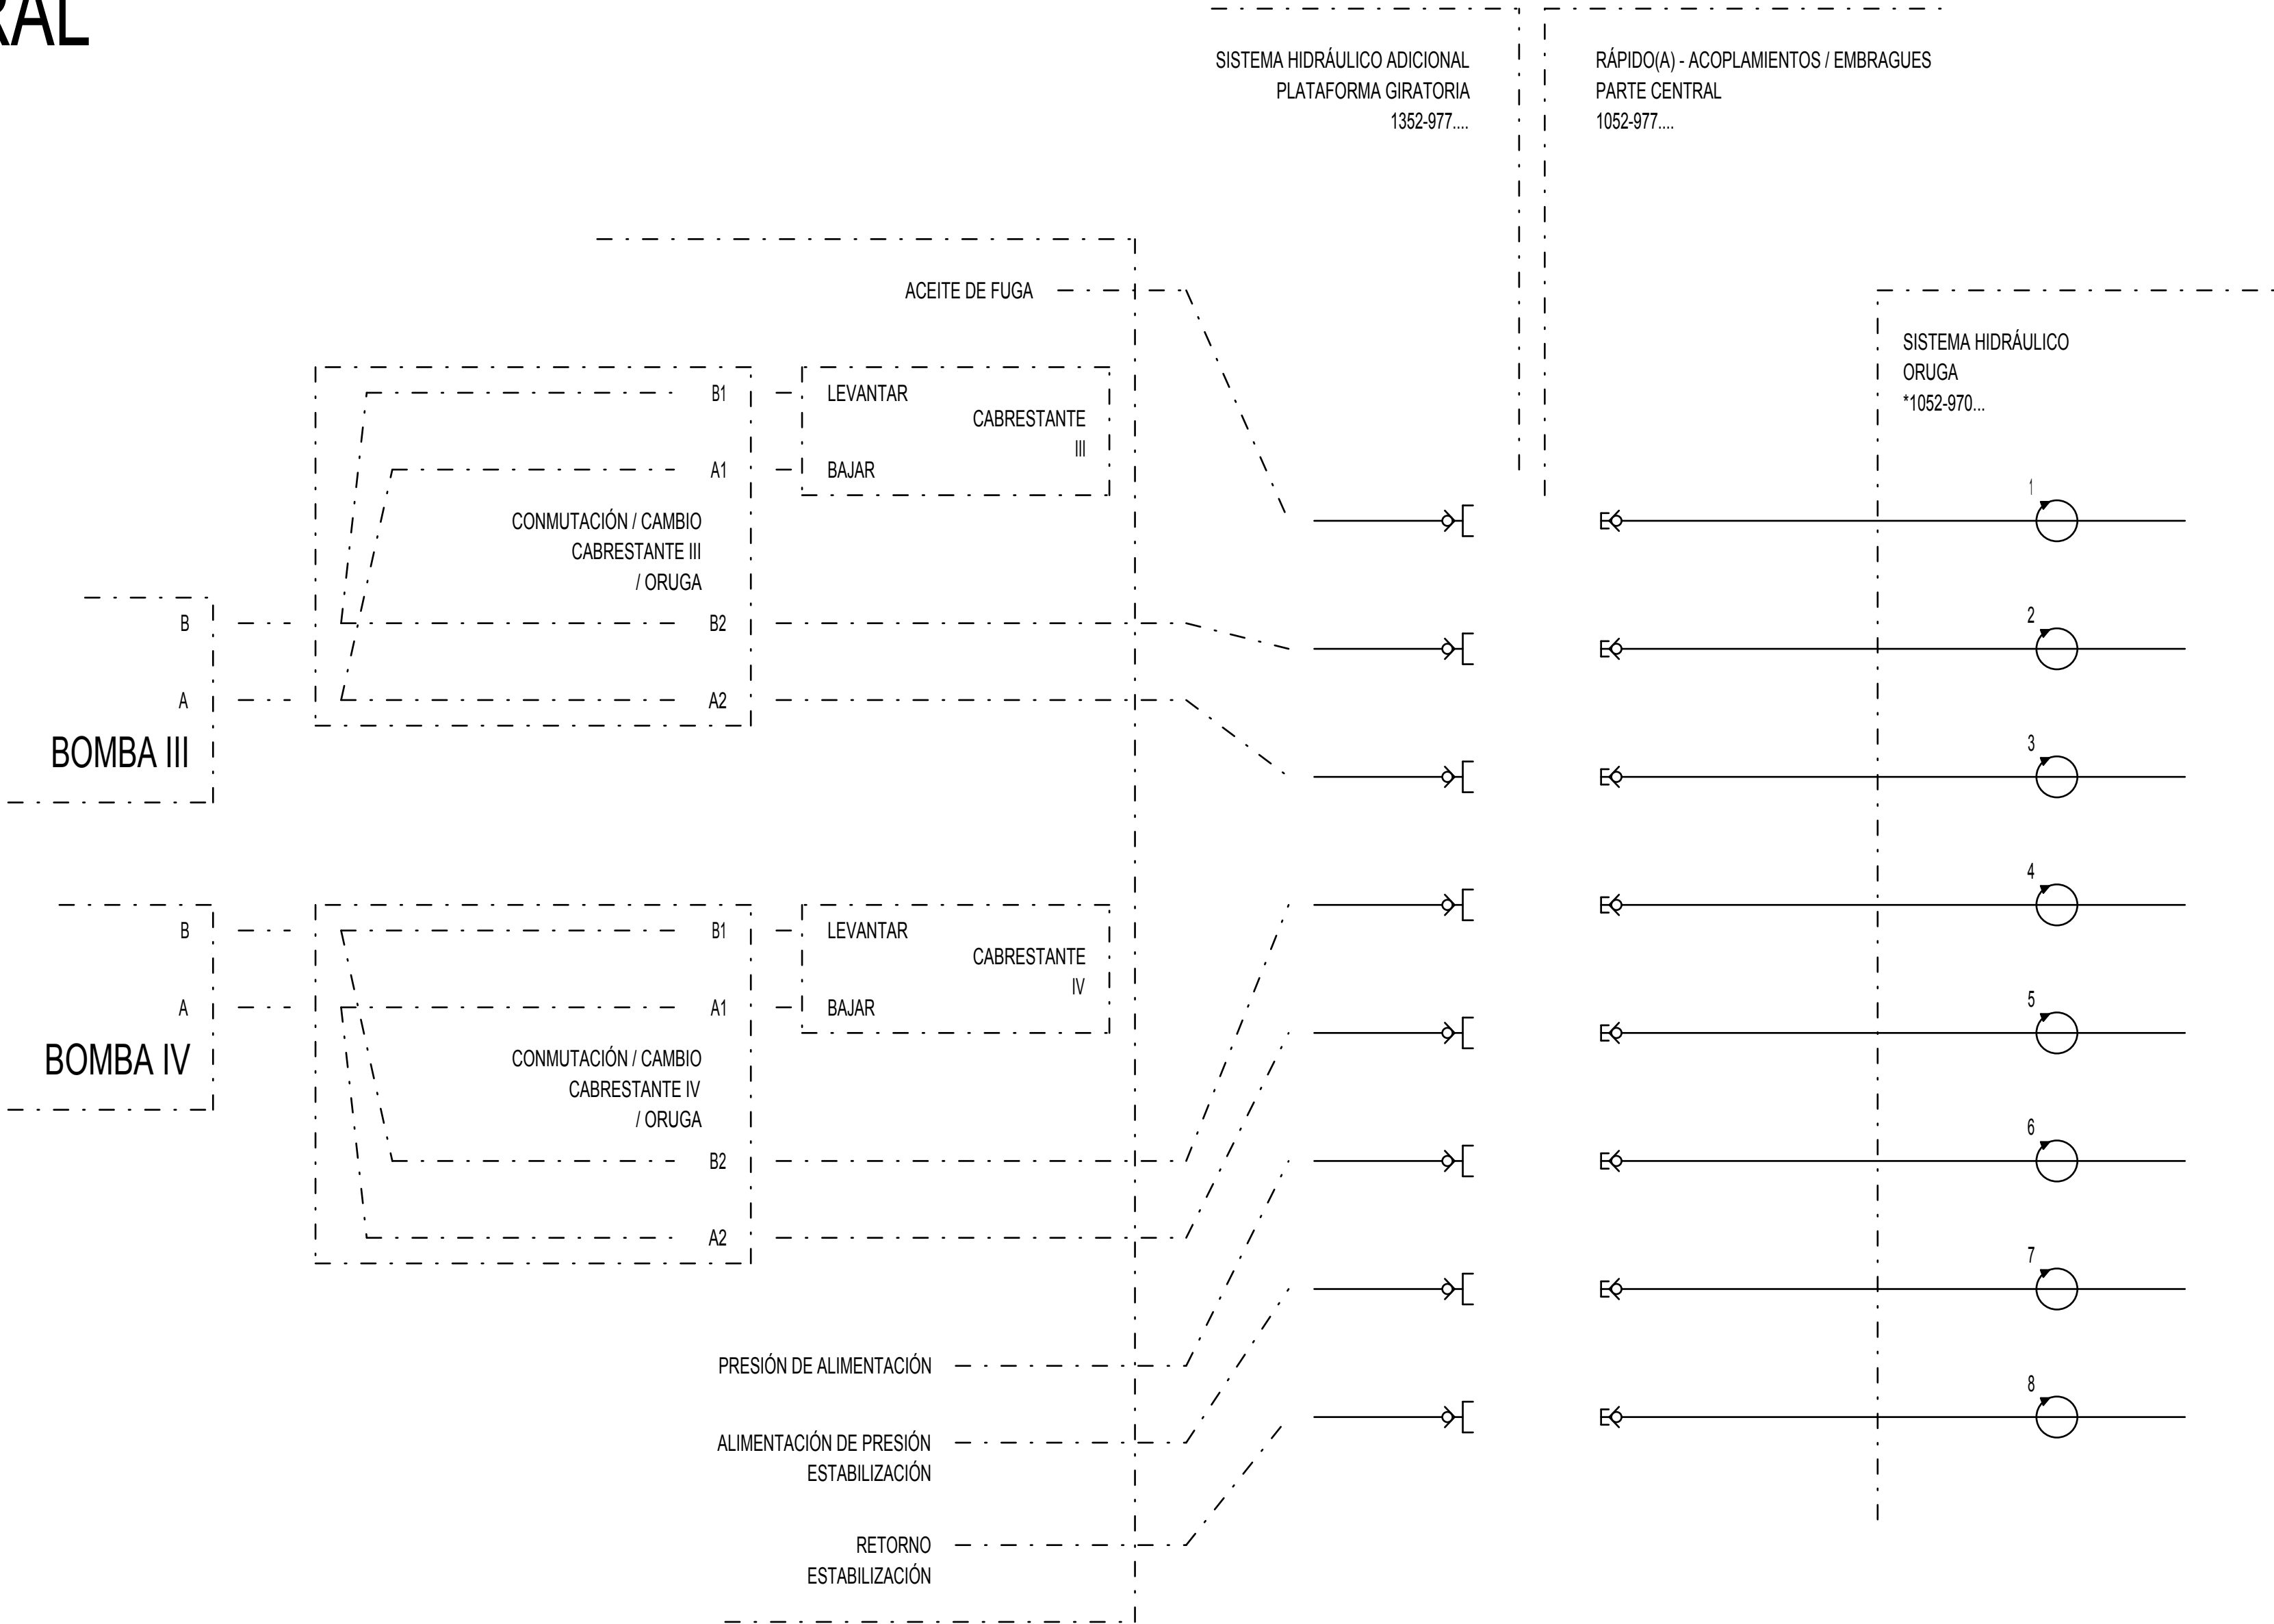 RAL
SISTEMA HIDRÁULICO ADICIONAL
PLATAFORMA GIRATORIA
1352-977....
RÁPIDO(A) - ACOPLAMIENTOS / EMBRAGUES
PARTE CENTRAL
1052-977....
ACEITE DE FUGA
SISTEMA HIDRÁULICO
ORUGA
*1052-970...
B1
LEVANTAR
CABRESTANTE
III
A1
BAJAR
CONMUTACIÓN / CAMBIO
CABRESTANTE III
/ ORUGA
B
B2
A
A2
BOMBA III
B
B1
LEVANTAR
CABRESTANTE
IV
A
A1
BAJAR
BOMBA IV
CONMUTACIÓN / CAMBIO
CABRESTANTE IV
/ ORUGA
B2
A2
PRESIÓN DE ALIMENTACIÓN
ALIMENTACIÓN DE PRESIÓN
ESTABILIZACIÓN
RETORNO
ESTABILIZACIÓN
1
2
3
4
5
6
7
8